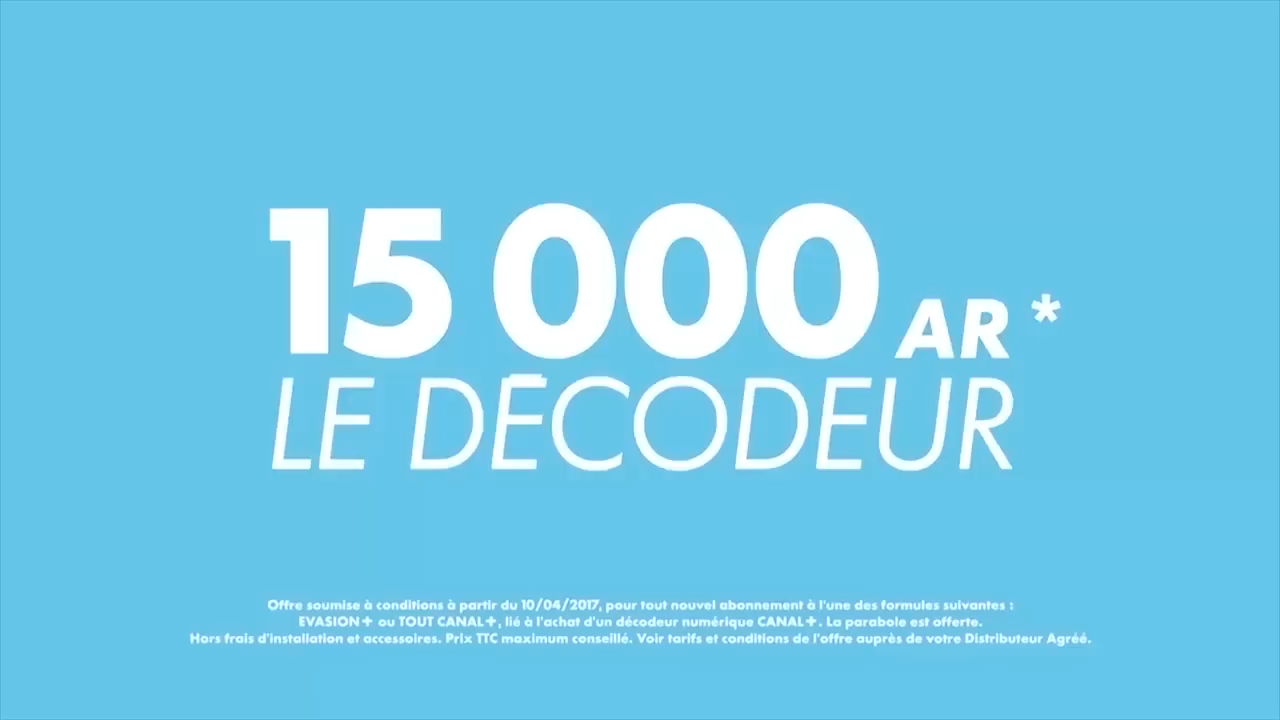 15 000 AR *
LE DÉCODEUR
Offre soumise à conditions à partir du 10/04/2017, pour tout nouvel abonnement à l'une des formules suivantes :
EVASION+ ou TOUT CANAL+, lié à l'achat d'un décodeur numérique CANAL+. La parabole est offerte.
Hors frais d'installation et accessoires. Prix TTC maximum conseillé. Voir tarifs et conditions de l'offre auprès de votre Distributeur Agréé.